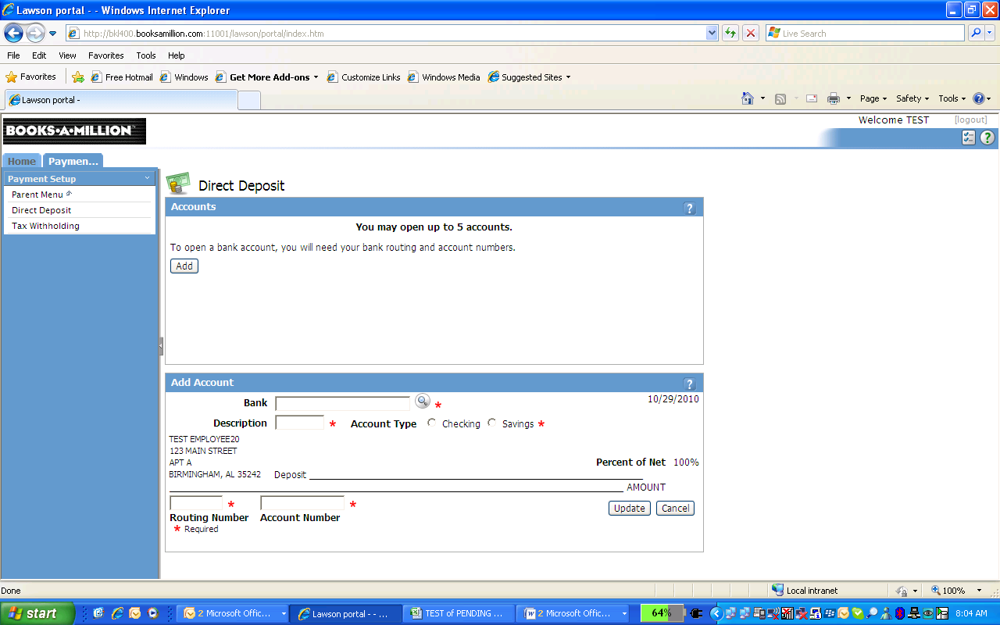 Lawson portal - - Windows Internet Explorer
http://bkl400.booksamillion.com:11001/lawson/portal/index.htm
Live Search
File Edit View Favorites Tools Help
Favorites Free Hotmail Windows Get More Add-ons Customize Links Windows Media Suggested Sites
Lawson portal -
Page Safety Tools
BOOKS•A•MILLION
Welcome TEST [logout]
Home Paymen...
Payment Setup
Parent Menu
Direct Deposit
Tax Withholding
Direct Deposit
Accounts ?
You may open up to 5 accounts.
To open a bank account, you will need your bank routing and account numbers.
Add
Add Account ?
Bank * 10/29/2010
Description * Account Type Checking Savings *
TEST EMPLOYEE20
123 MAIN STREET
APT A
Percent of Net 100%
BIRMINGHAM, AL 35242 Deposit
AMOUNT
* *
Update Cancel
Routing Number Account Number
* Required
Done Local intranet 100%
start 2 Microsoft Offic... Lawson portal - - ... TEST of PENDING ... 2 Microsoft Offic... 64% 8:04 AM